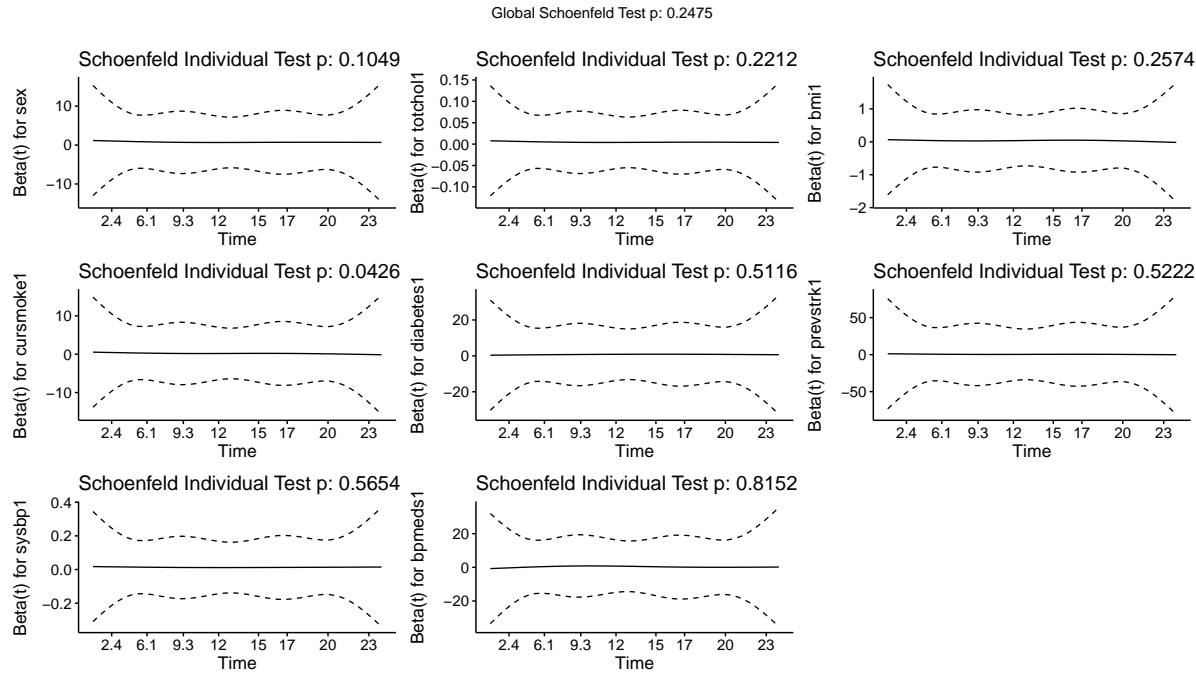 Global Schoenfeld Test p: 0.2475
Schoenfeld Individual Test p: 0.1049
Beta(t) for sex
10
0
−10
2.4 6.1 9.3 12 15 17 20 23
Time
Schoenfeld Individual Test p: 0.2212
Beta(t) for totchol1
0.15
0.10
0.05
0.00
−0.05
−0.10
2.4 6.1 9.3 12 15 17 20 23
Time
Schoenfeld Individual Test p: 0.2574
Beta(t) for bmi1
1
0
−1
−2
2.4 6.1 9.3 12 15 17 20 23
Time
Schoenfeld Individual Test p: 0.0426
Beta(t) for cursmoke1
10
0
−10
2.4 6.1 9.3 12 15 17 20 23
Time
Schoenfeld Individual Test p: 0.5116
Beta(t) for diabetes1
20
0
−20
2.4 6.1 9.3 12 15 17 20 23
Time
Schoenfeld Individual Test p: 0.5222
Beta(t) for prevstrk1
50
0
−50
2.4 6.1 9.3 12 15 17 20 23
Time
Schoenfeld Individual Test p: 0.5654
Beta(t) for sysbp1
0.4
0.2
0.0
−0.2
2.4 6.1 9.3 12 15 17 20 23
Time
Schoenfeld Individual Test p: 0.8152
Beta(t) for bpmeds1
20
0
−20
2.4 6.1 9.3 12 15 17 20 23
Time